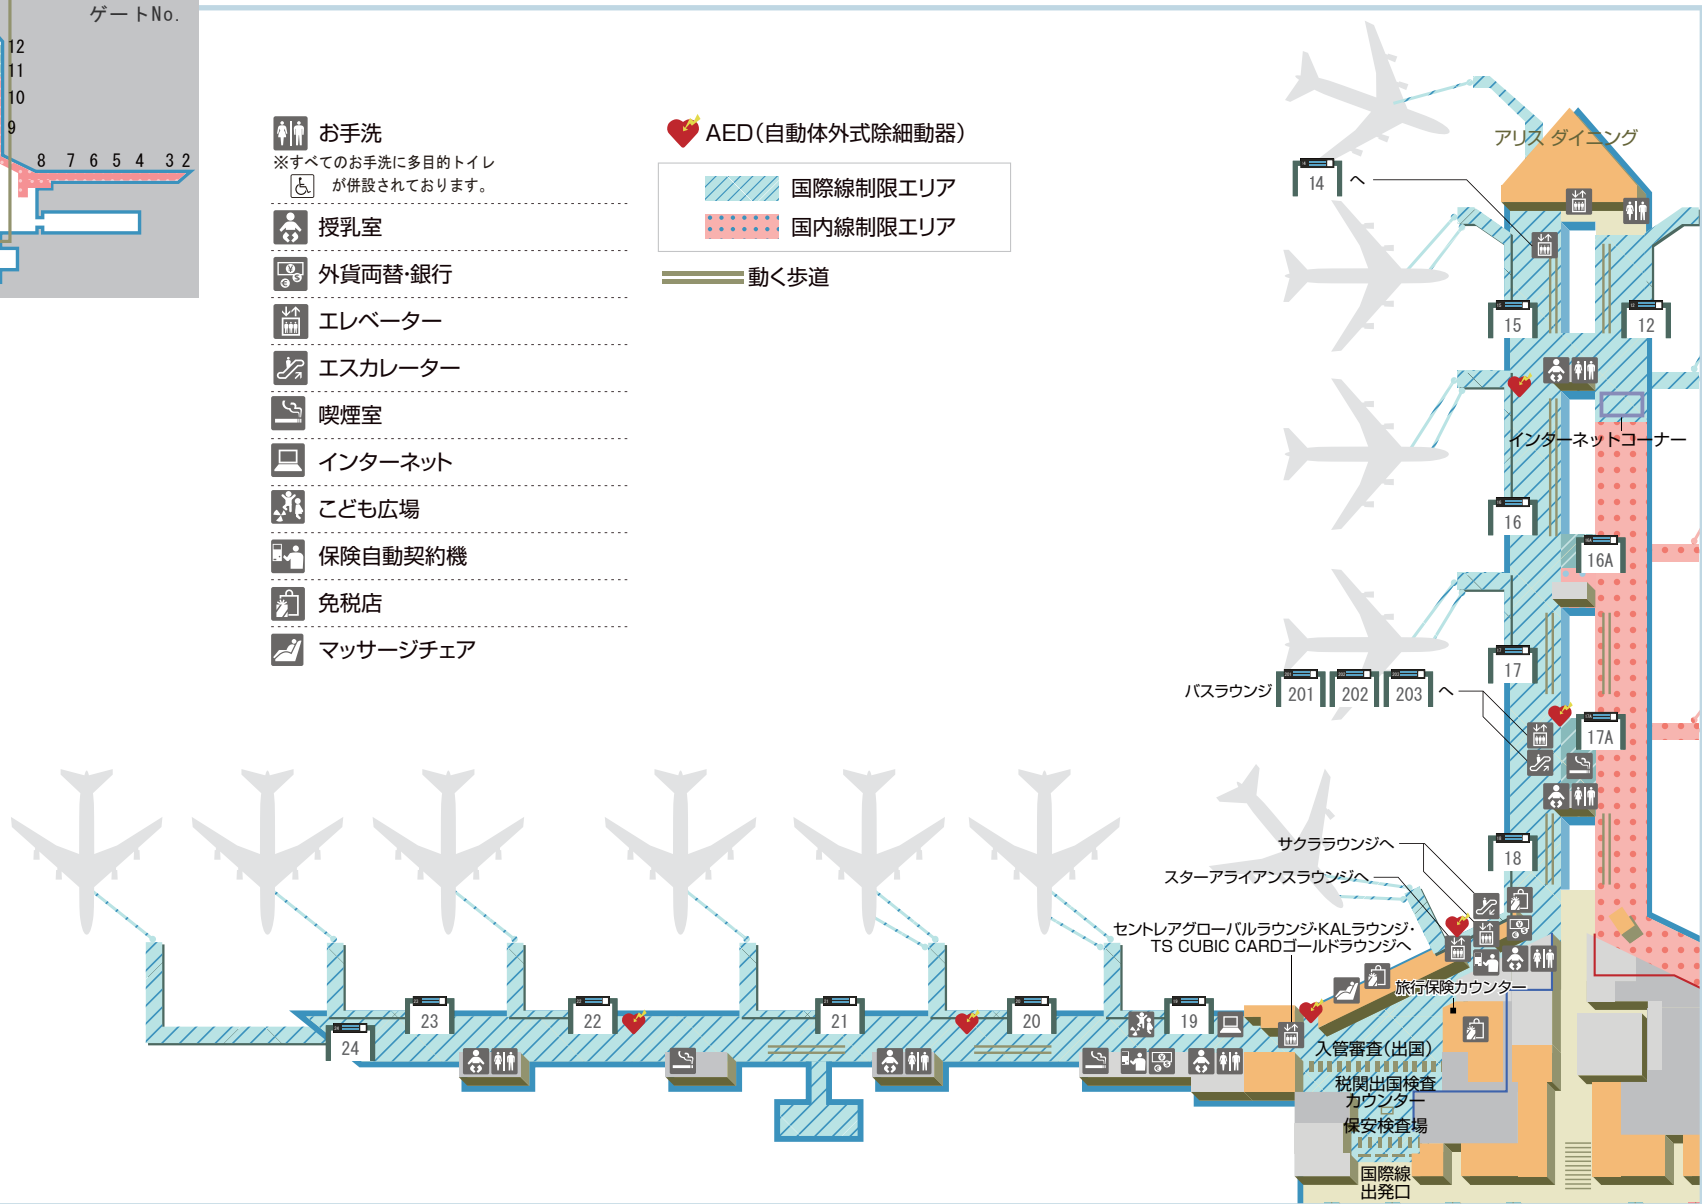 ゲートNo.
12
11
10
9
8 7 6 5 4 3 2
お手洗
※すべてのお手洗に多目的トイレ
が併設されております。
授乳室
外貨両替・銀行
エレベーター
エスカレーター
喫煙室
インターネット
こども広場
保険自動契約機
免税店
マッサージチェア
AED(自動体外式除細動器)
国際線制限エリア
国内線制限エリア
動く歩道
アリス ダイニング
14 へ
15
12
インターネットコーナー
16
16A
17
バスラウンジ 201 202 203 へ
17A
18
サクララウンジへ
スターアライアンスラウンジへ
セントレアグローバルラウンジ・KALラウンジ・
TS CUBIC CARDゴールドラウンジへ
旅行保険カウンター
24
23
22
21
20
19
入管審査(出国)
税関出国検査
カウンター
保安検査場
国際線
出発口